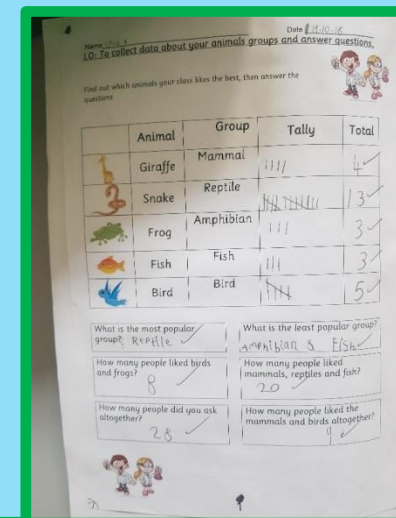 Date 18-10-18
Name
LO: To collect data about your animals groups and answer questions.
Find out which animals your class likes the best, then answer the
questions
Animal Group Tally Total
Giraffe Mammal 4
Snake Reptile 13
Frog Amphibian 3
Fish Fish 3
Bird Bird 5
What is the most popular
group? Reptile
What is the least popular group?
Amphibian & Fish
How many people liked birds
and frogs?
8
How many people liked
mammals, reptiles and fish?
20
How many people did you ask
altogether?
28
How many people liked the
mammals and birds altogether?
9